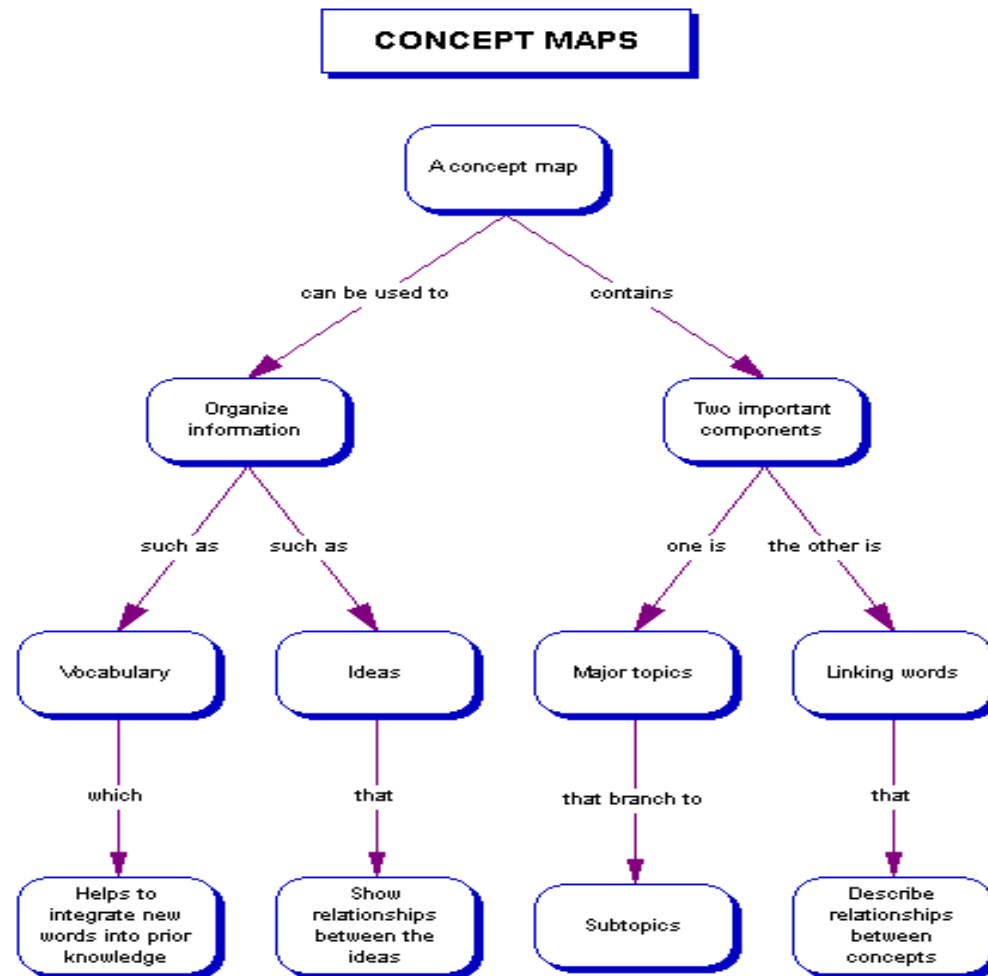 CONCEPT MAPS
A concept map
can be used to
contains
Organize
information
Two important
components
such as
such as
one is
the other is
Vocabulary
Ideas
Major topics
Linking words
which
that
that branch to
that
Helps to
integrate new
words into prior
knowledge
Show
relationships
between the
ideas
Subtopics
Describe
relationships
between
concepts